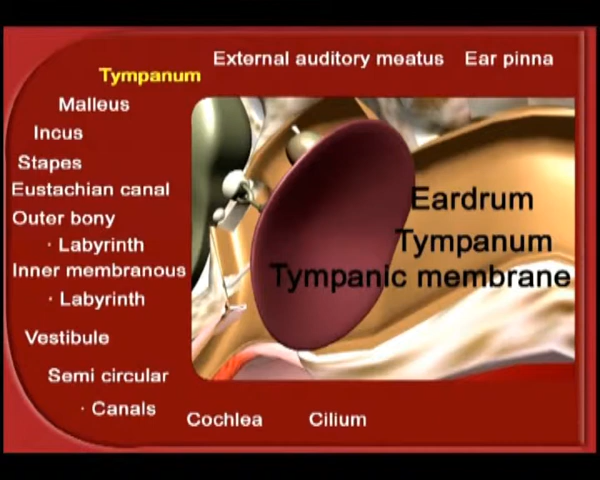 External auditory meatus
Ear pinna
Tympanum
Malleus
Incus
Stapes
Eustachian canal
Outer bony
· Labyrinth
Inner membranous
· Labyrinth
Vestibule
Semi circular
· Canals
Cochlea
Cilium
Eardrum
Tympanum
Tympanic membrane